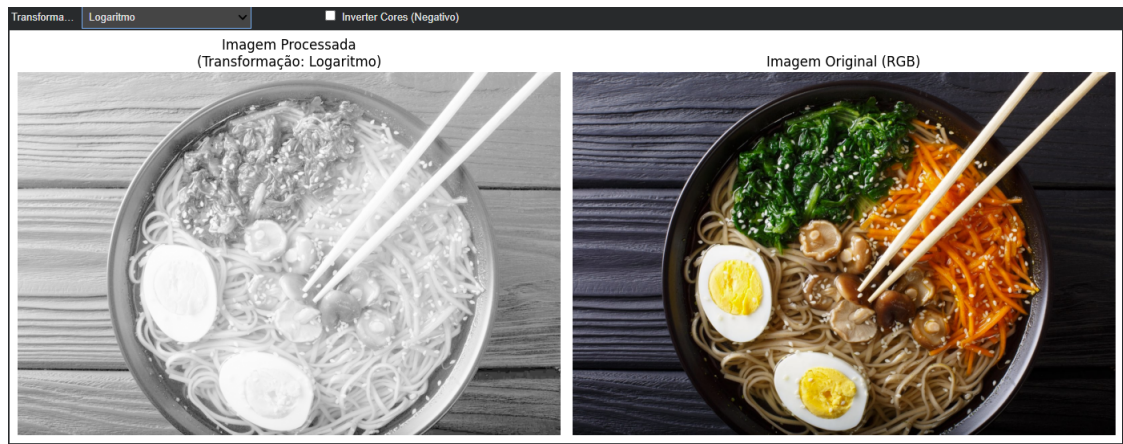 Transforma...
Logaritmo
Inverter Cores (Negativo)
Imagem Processada
(Transformação: Logaritmo)
Imagem Original (RGB)